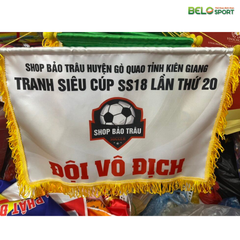 BELO SPORT
SHOP BẢO TRÂU HUYỆN GÒ QUAO TỈNH KIÊN GIANG
TRANH SIÊU CÚP SS18 LẦN THỨ 20
SHOP BẢO TRÂU
ĐỘI VÔ ĐỊCH
PHÁT